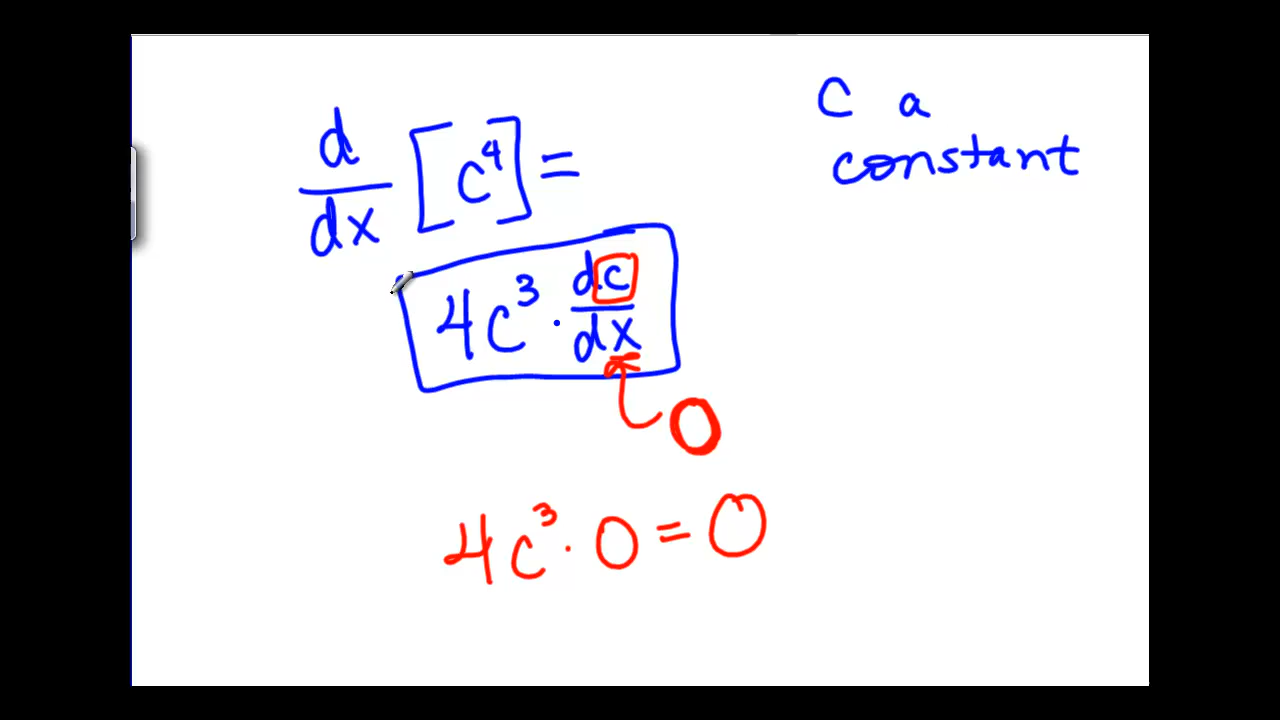 C a
constant
d/dx [c⁴] =
4c³ · dc/dx
0
4c³ · 0 = 0